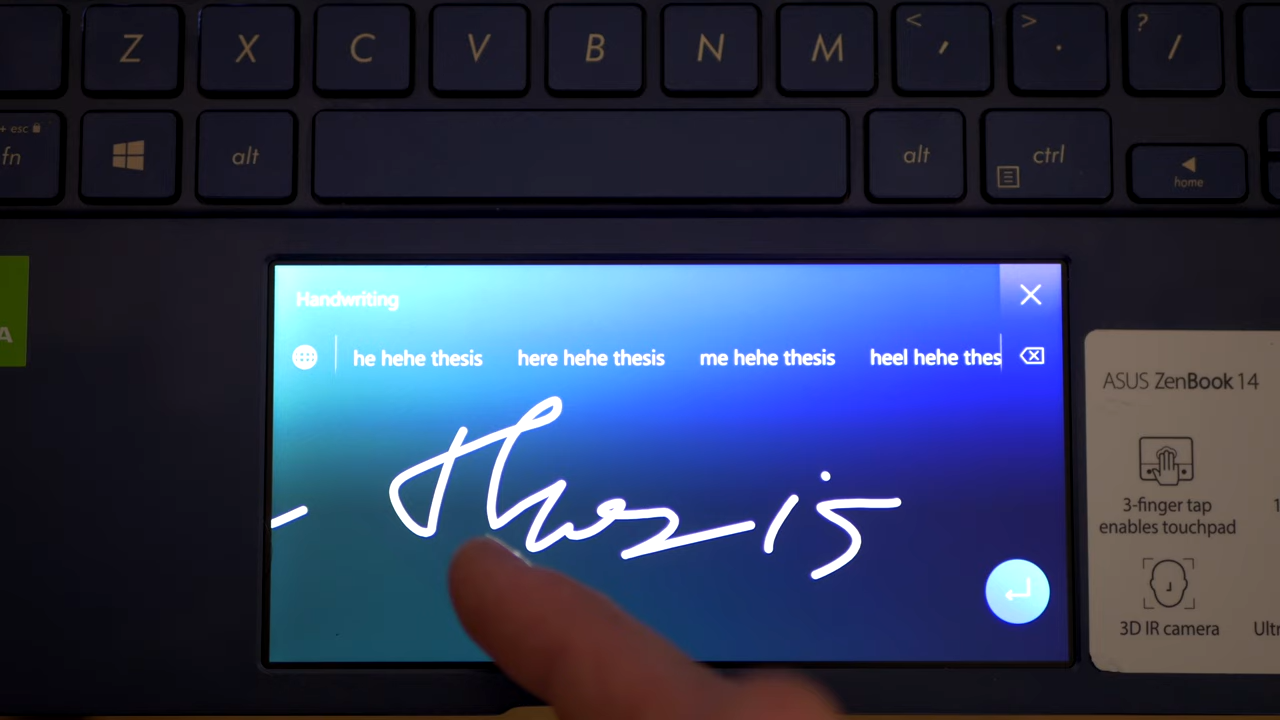 Z X C V B N M < , > . ? /
+ esc
fn alt alt ctrl home
Handwriting
he hehe thesis here hehe thesis me hehe thesis heel hehe thes
thesis
A
ASUS ZenBook 14
3-finger tap
enables touchpad
3D IR camera